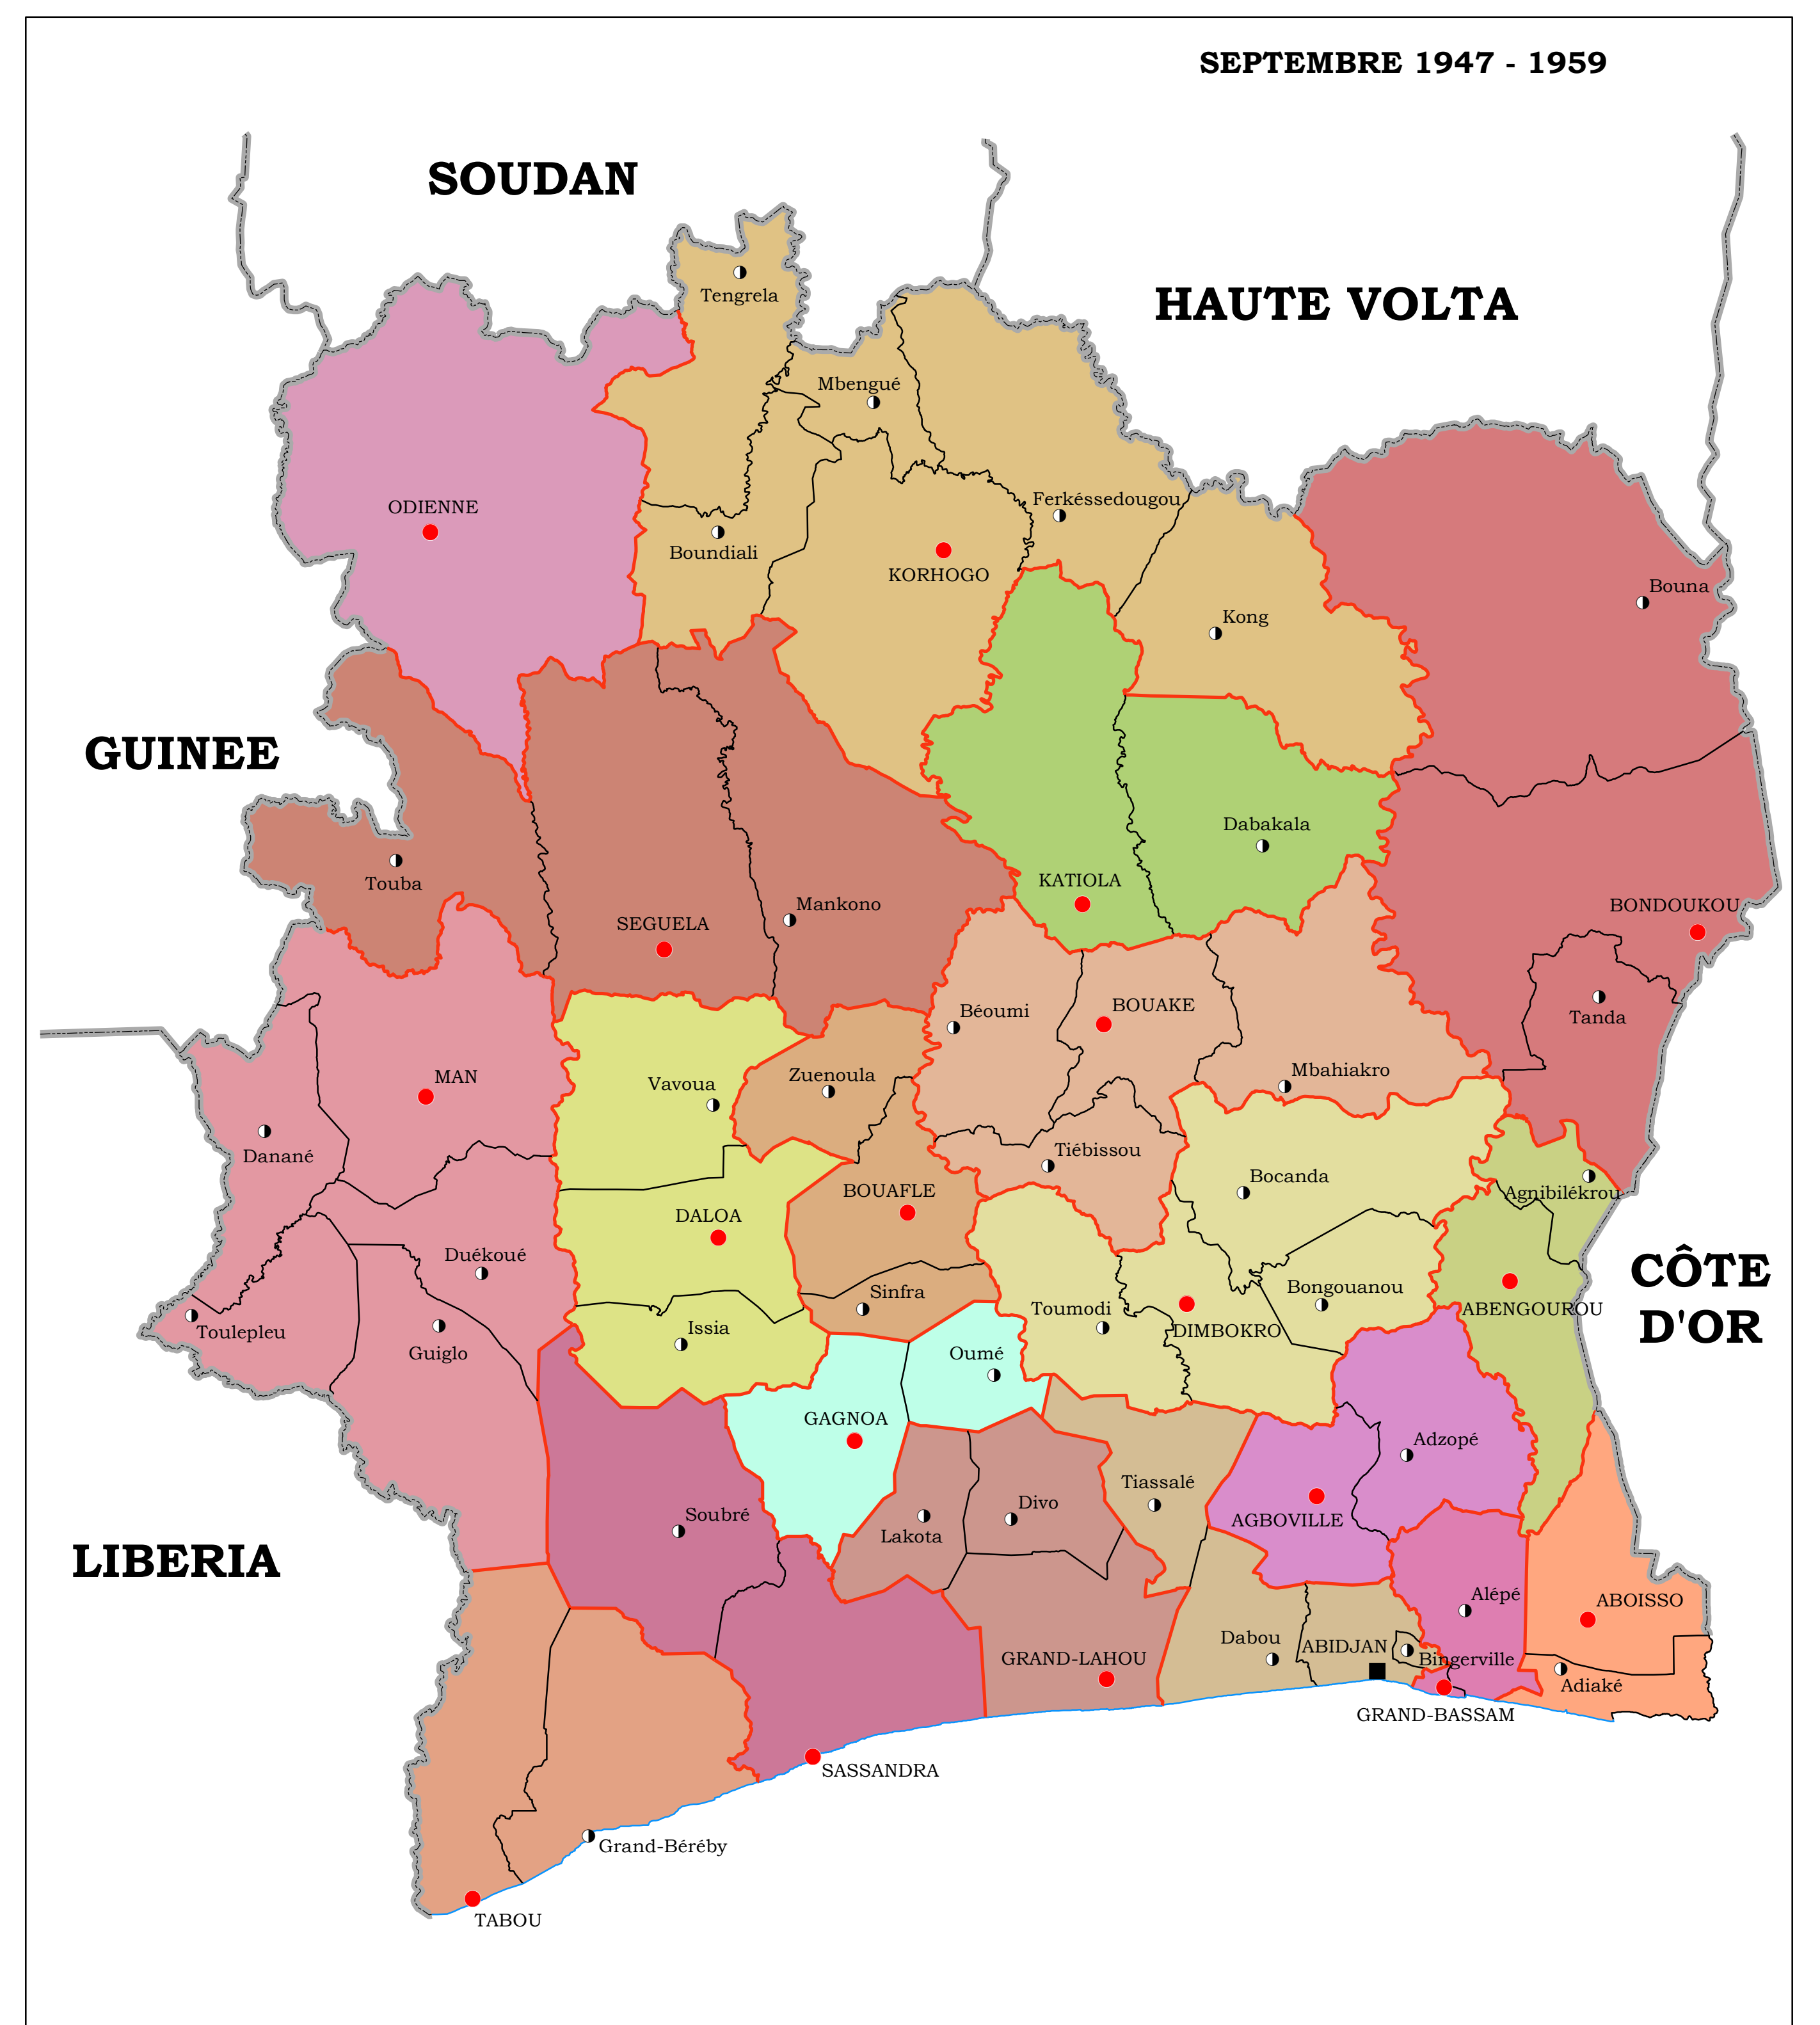 SEPTEMBRE 1947 - 1959
SOUDAN
HAUTE VOLTA
Tengrela
Mbengué
ODIENNE
Ferkéssedougou
Boundiali
KORHOGO
Bouna
Kong
GUINEE
Dabakala
Touba
KATIOLA
Mankono
BONDOUKOU
SEGUELA
Béoumi
BOUAKE
Tanda
MAN
Vavoua
Zuenoula
Mbahiakro
Danané
Tiébissou
Bocanda
Agnibilékrou
BOUAFLE
DALOA
Duékoué
CÔTE
D'OR
Sinfra
Bongouanou
Toumodi
ABENGOUROU
Toulepleu
Issia
DIMBOKRO
Guiglo
Oumé
GAGNOA
Adzopé
Tiassalé
Divo
Soubré
AGBOVILLE
Lakota
LIBERIA
Alépé
ABOISSO
Dabou
ABIDJAN
GRAND-LAHOU
Bingerville
Adiaké
GRAND-BASSAM
SASSANDRA
Grand-Béréby
TABOU